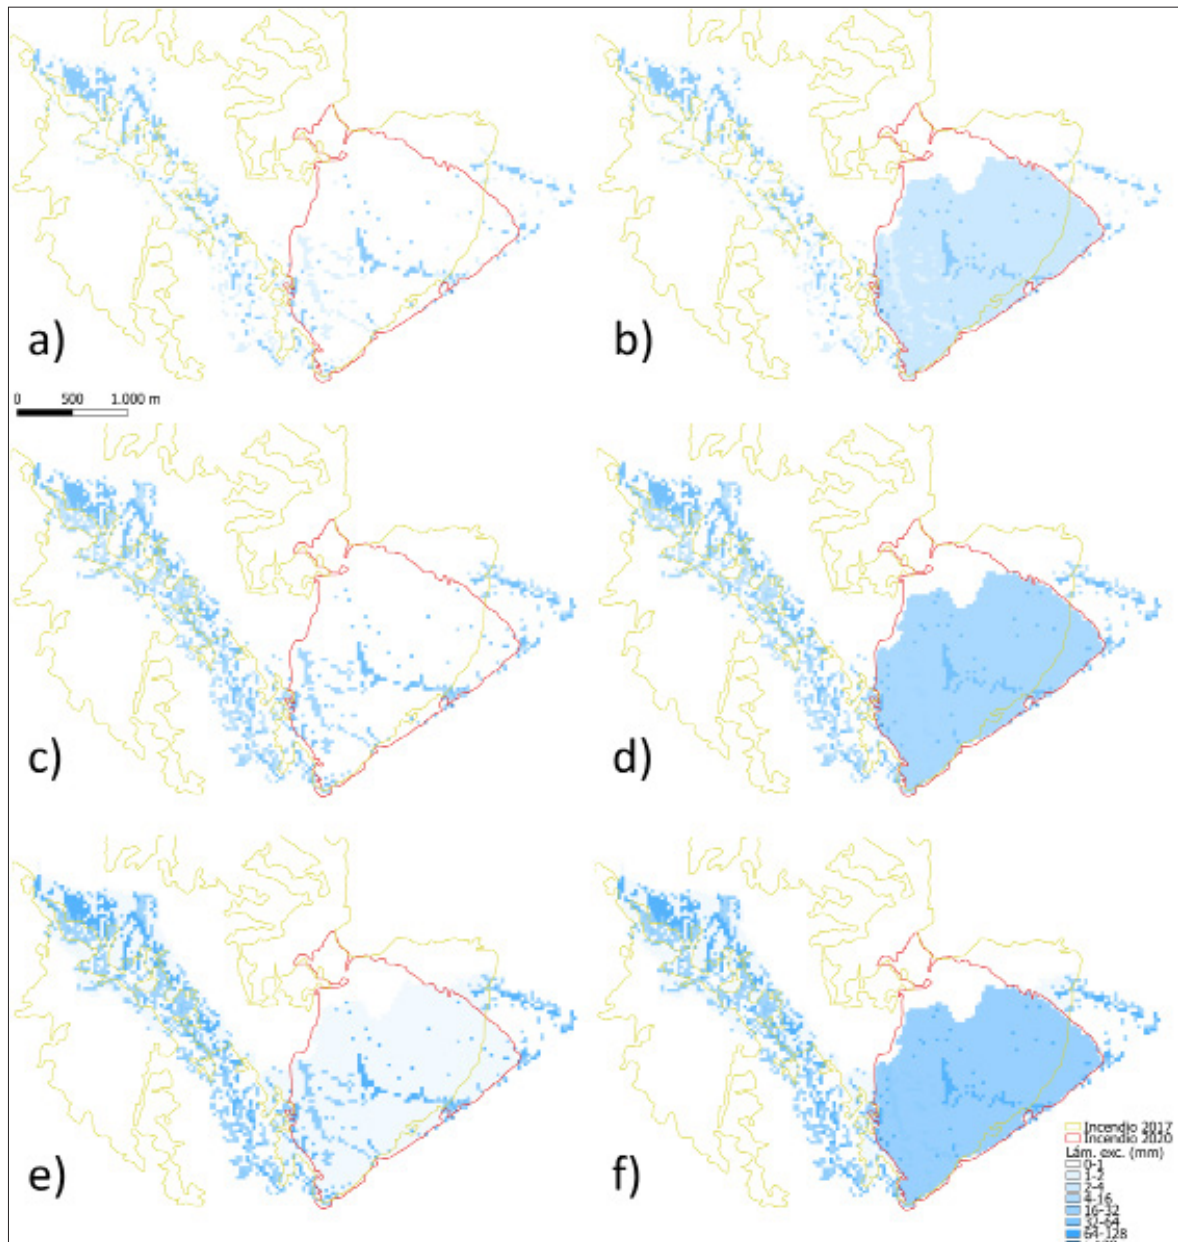 a)
b)
0 500 1.000 m
c)
d)
e)
f)
Incendio 2017
Incendio 2020
Lám. exc. (mm)
0-1
1-2
2-4
4-16
16-32
32-64
64-128